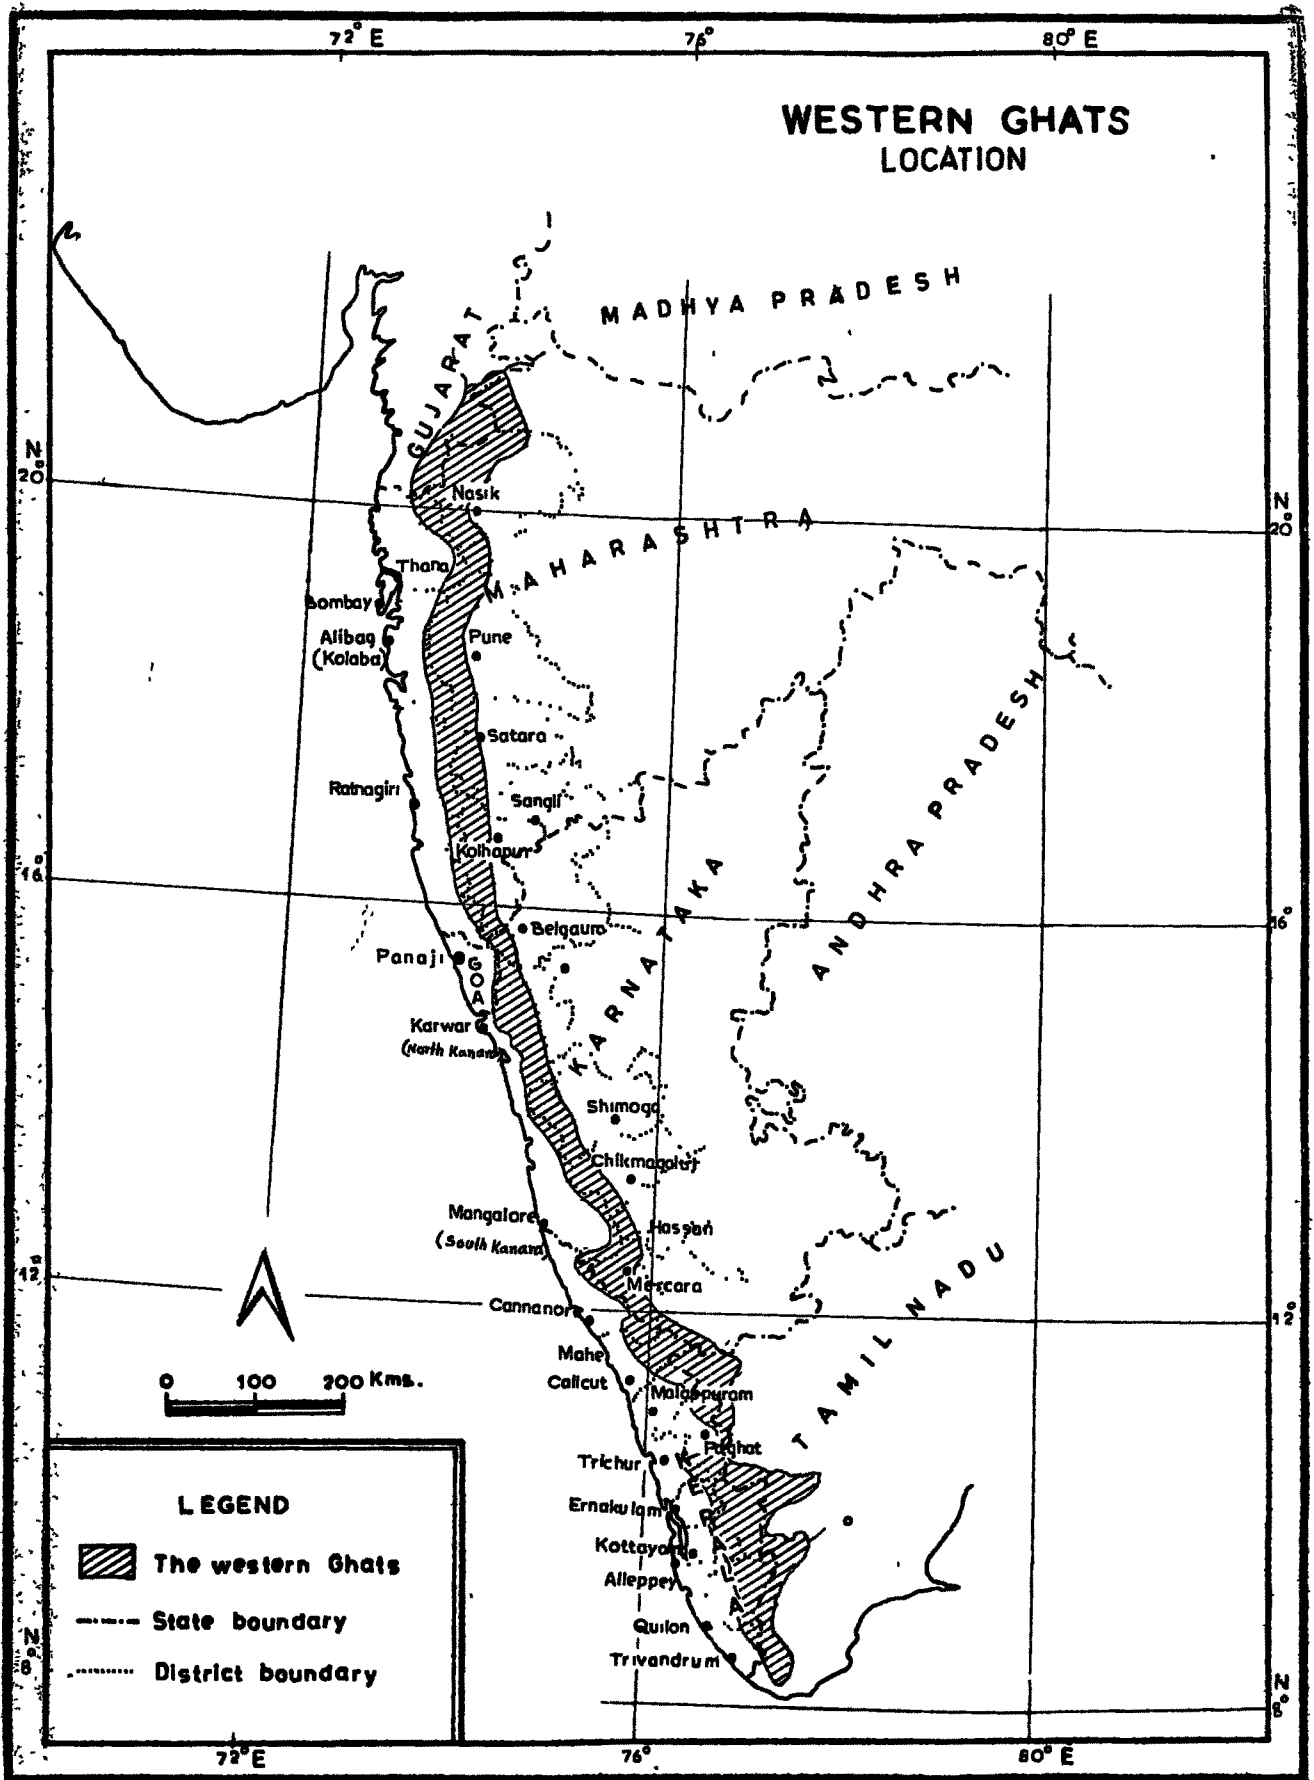 72° E
76°
80° E
WESTERN GHATS
LOCATION
MADHYA PRADESH
GUJARAT
N
20°
N
20°
Nasik
MAHARASHTRA
Thana
Bombay
Alibag
(Kolaba)
Pune
Satara
Ratnagiri
Sangli
Kolhapur
ANDHRA PRADESH
16°
16°
KARNATAKA
Belgaum
Panaji
GOA
Karwar
(North Kanara)
Shimoga
Chikmagalur
Mangalore
(South Kanara)
Hassan
Mercara
12°
12°
Cannanore
TAMIL NADU
Mahe
Calicut
Malappuram
0 100 200 Kms.
Palghat
Trichur
KERALA
Ernakulam
Kottayam
Alleppey
Quilon
Trivandrum
LEGEND
The western Ghats
State boundary
District boundary
N
8°
N
8°
72° E
76°
80° E